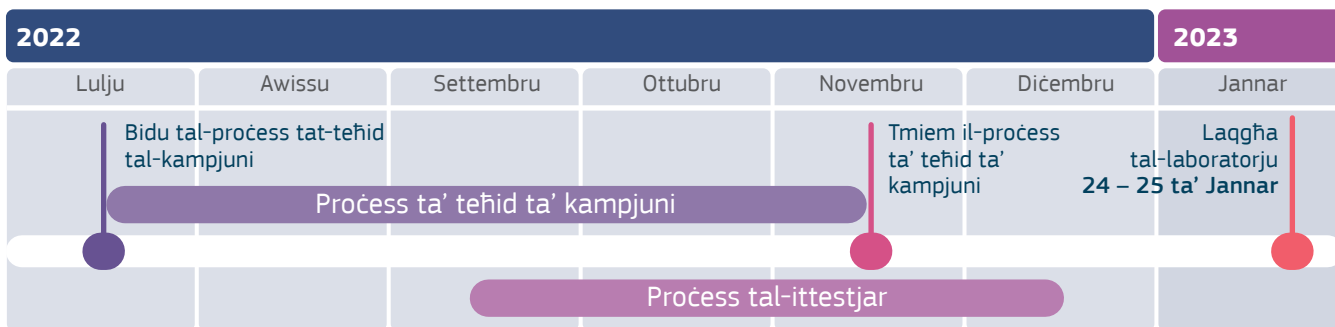 2022
2023
Lulju
Awissu
Settembru
Ottubru
Novembru
Diċembru
Jannar
Bidu tal-proċess tat-teħid
tal-kampjuni
Tmiem il-proċess
ta’ teħid ta’
kampjuni
Laqgħa
tal-laboratorju
24 – 25 ta’ Jannar
Proċess ta’ teħid ta’ kampjuni
Proċess tal-ittestjar